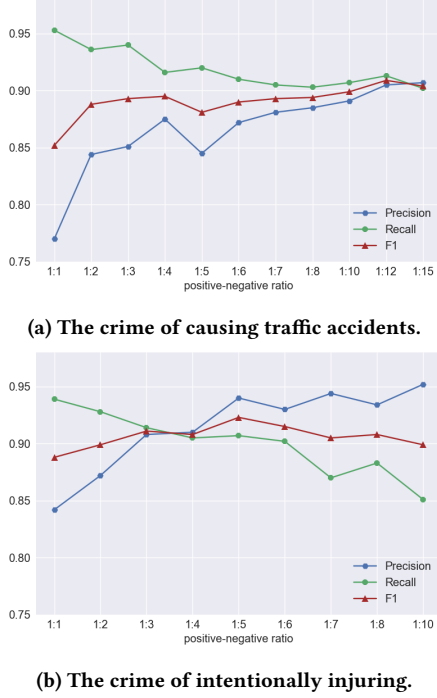 0.95
0.90
0.85
0.80
0.75
Precision
Recall
F1
1:1 1:2 1:3 1:4 1:5 1:6 1:7 1:8 1:10 1:12 1:15
positive-negative ratio
(a) The crime of causing traffic accidents.
0.95
0.90
0.85
0.80
0.75
Precision
Recall
F1
1:1 1:2 1:3 1:4 1:5 1:6 1:7 1:8 1:10
positive-negative ratio
(b) The crime of intentionally injuring.